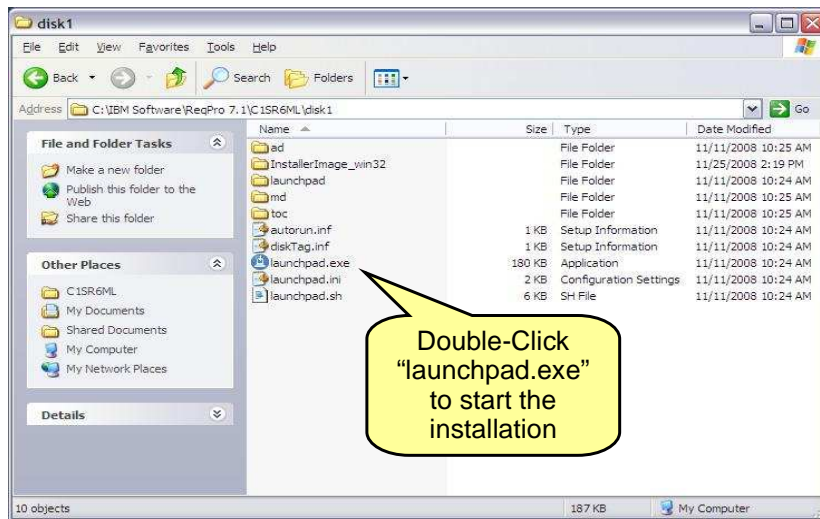 disk1
File Edit View Favorites Tools Help
Back Search Folders
Address C:\IBM Software\ReqPro 7.1\C1SR6ML\disk1 Go
File and Folder Tasks
Make a new folder
Publish this folder to the
Web
Share this folder
Other Places
C1SR6ML
My Documents
Shared Documents
My Computer
My Network Places
Details
Name Size Type Date Modified
ad File Folder 11/11/2008 10:25 AM
InstallerImage_win32 File Folder 11/25/2008 2:19 PM
launchpad File Folder 11/11/2008 10:24 AM
md File Folder 11/11/2008 10:25 AM
toc File Folder 11/11/2008 10:25 AM
autorun.inf 1 KB Setup Information 11/11/2008 10:24 AM
diskTag.inf 1 KB Setup Information 11/11/2008 10:24 AM
launchpad.exe 180 KB Application 11/11/2008 10:24 AM
launchpad.ini 2 KB Configuration Settings 11/11/2008 10:24 AM
launchpad.sh 6 KB SH File 11/11/2008 10:24 AM
Double-Click
“launchpad.exe”
to start the
installation
10 objects 187 KB My Computer